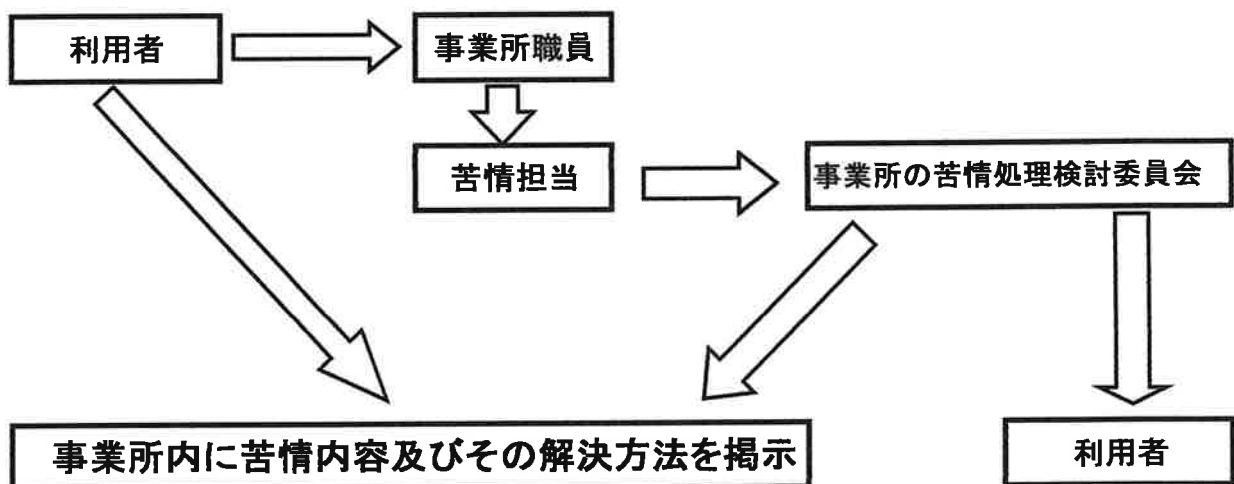 利用者
事業所職員
苦情担当
事業所の苦情処理検討委員会
事業所内に苦情内容及びその解決方法を掲示
利用者